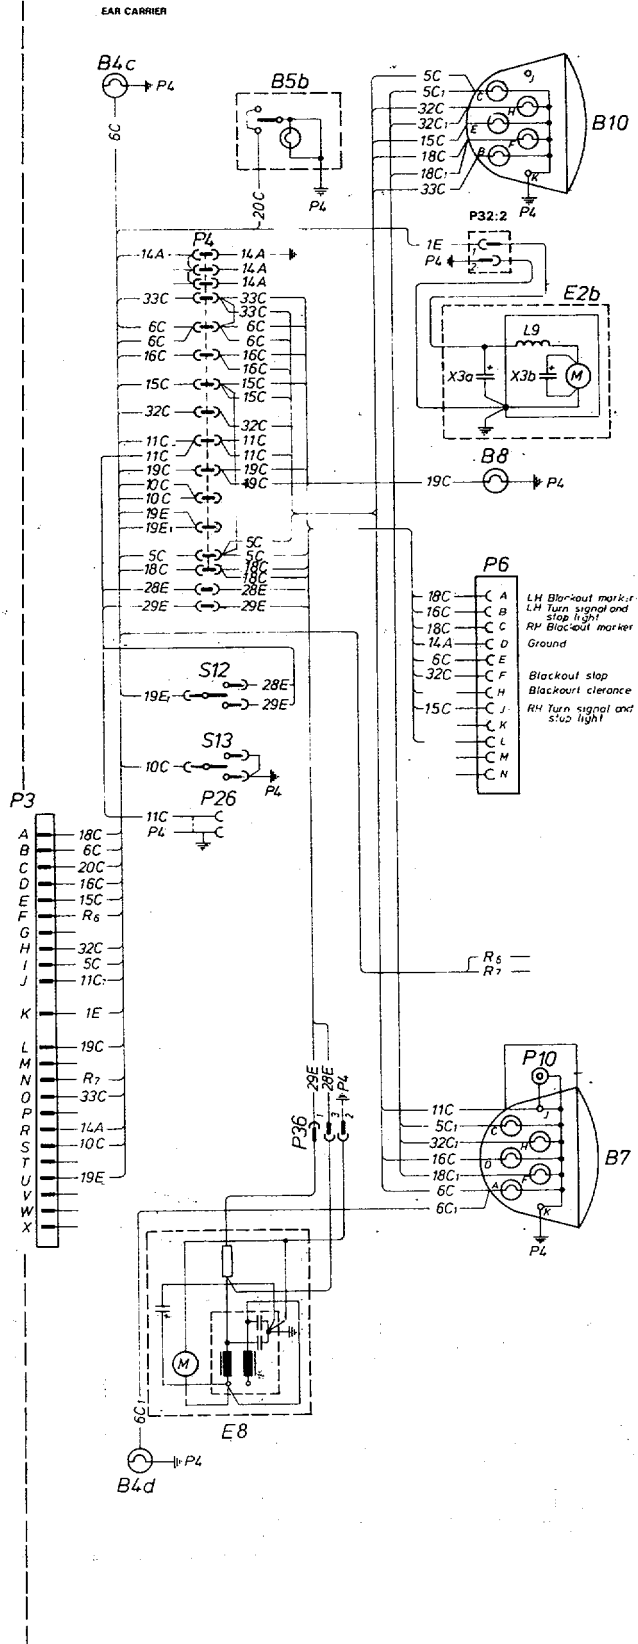 EAR CARRIER
B4c
P4
6C
B5b
P4
20C
5C
5C1
32C
32C1
15C
18C
18C1
33C
C
J
H
E
F
B
K
P4
B10
P32:2
1E
1
P4
2
E2b
L9
X3a
X3b
M
B8
19C
P4
P4
14A 14A
14A
14A
33C 33C
33C
6C 6C
6C 6C
16C 16C
16C
15C 15C
15C
32C
32C
11C 11C
11C 11C
19C 19C
10C 19C
10C
19E
19E1
5C
5C 5C
18C 18C
18C
28E 28E
29E 29E
P6
18C A LH Blackout marker
16C B LH Turn signal and
stop light
18C C RH Blackout marker
14A D Ground
6C E
32C F Blackout stop
H Blackourt clerance
15C J RH Turn signal and
stop light
K
L
M
N
S12
19E1
28E
29E
S13
10C
P4
P26
11C
P4
P3
A 18C
B 6C
C 20C
D 16C
E 15C
F R6
G
H 32C
I 5C
J 11C
K 1E
L 19C
M
N R7
O 33C
P
R 14A
S 10C
T
U 19E
V
W
X
R6
R7
29E
28E
P4
P36
1
3
2
P10
11C
5C1
32C1
16C
18C1
6C
6C1
J
C
H
D
F
A
K
P4
B7
M
E8
6C1
P4
B4d